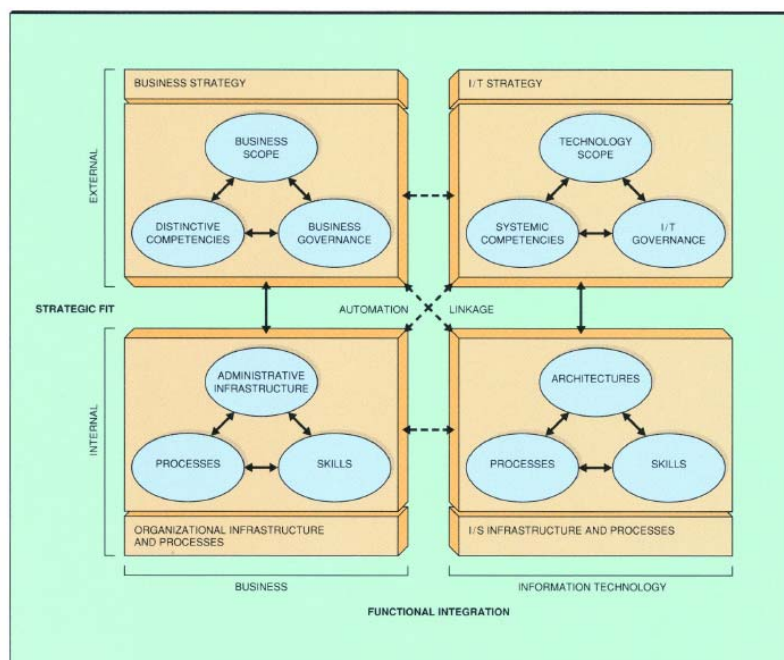 BUSINESS STRATEGY
I/T STRATEGY
EXTERNAL
BUSINESS
SCOPE
DISTINCTIVE
COMPETENCIES
BUSINESS
GOVERNANCE
TECHNOLOGY
SCOPE
SYSTEMIC
COMPETENCIES
I/T
GOVERNANCE
STRATEGIC FIT
AUTOMATION
LINKAGE
INTERNAL
ADMINISTRATIVE
INFRASTRUCTURE
PROCESSES
SKILLS
ARCHITECTURES
PROCESSES
SKILLS
ORGANIZATIONAL INFRASTRUCTURE
AND PROCESSES
I/S INFRASTRUCTURE AND PROCESSES
BUSINESS
INFORMATION TECHNOLOGY
FUNCTIONAL INTEGRATION